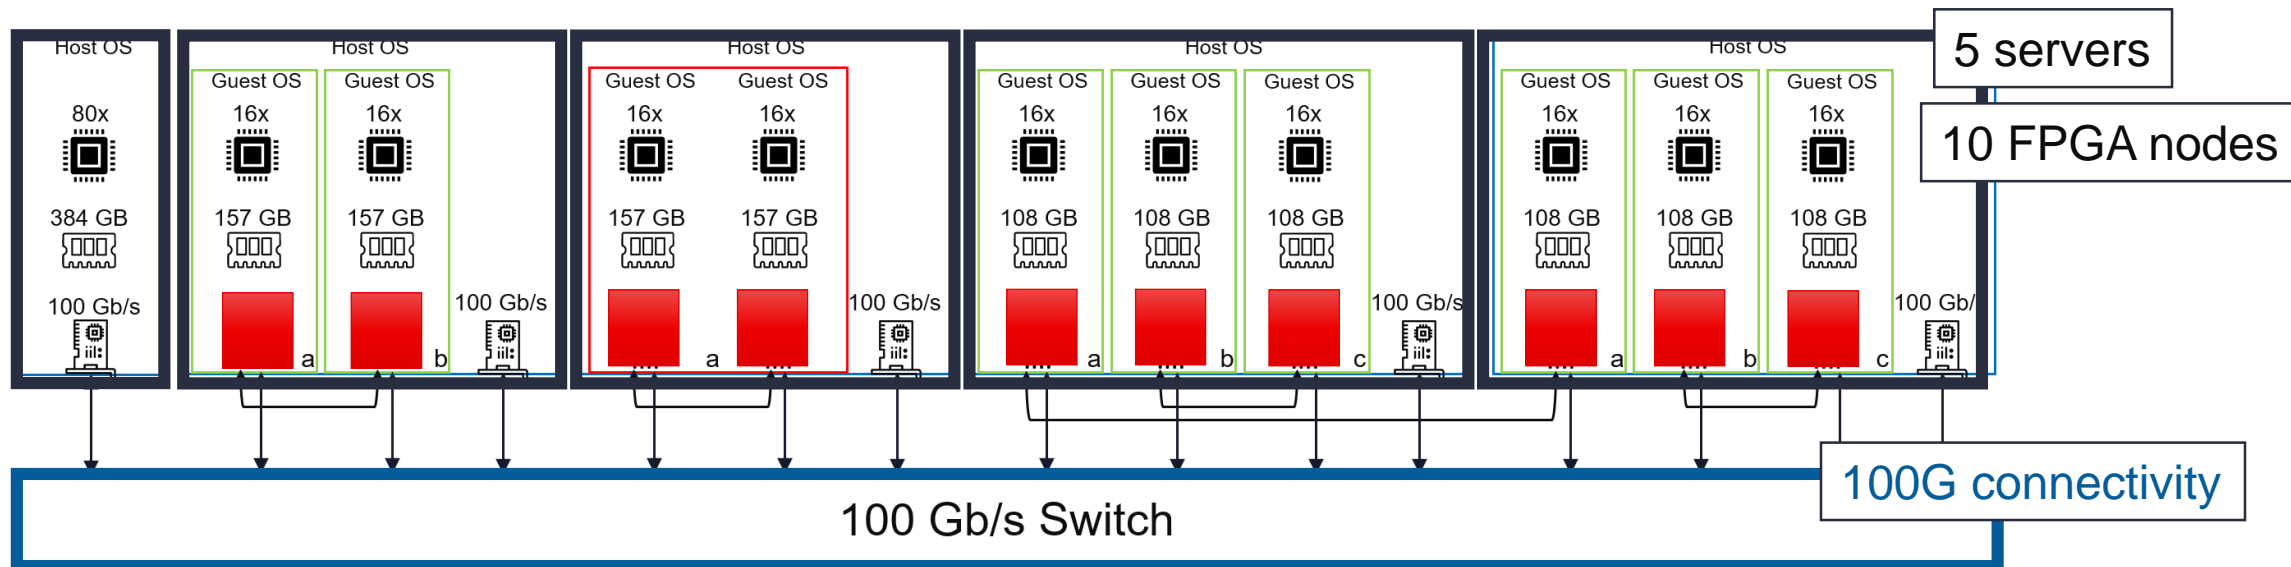 Host OS
80x
384 GB
100 Gb/s
Host OS
Guest OS Guest OS
16x 16x
157 GB 157 GB
100 Gb/s
a b
Host OS
Guest OS Guest OS
16x 16x
157 GB 157 GB
100 Gb/s
a
Host OS
Guest OS Guest OS Guest OS
16x 16x 16x
108 GB 108 GB 108 GB
100 Gb/s
a b c
Host OS
Guest OS Guest OS Guest OS
16x 16x 16x
108 GB 108 GB 108 GB
100 Gb/
a b c
5 servers
10 FPGA nodes
100G connectivity
100 Gb/s Switch